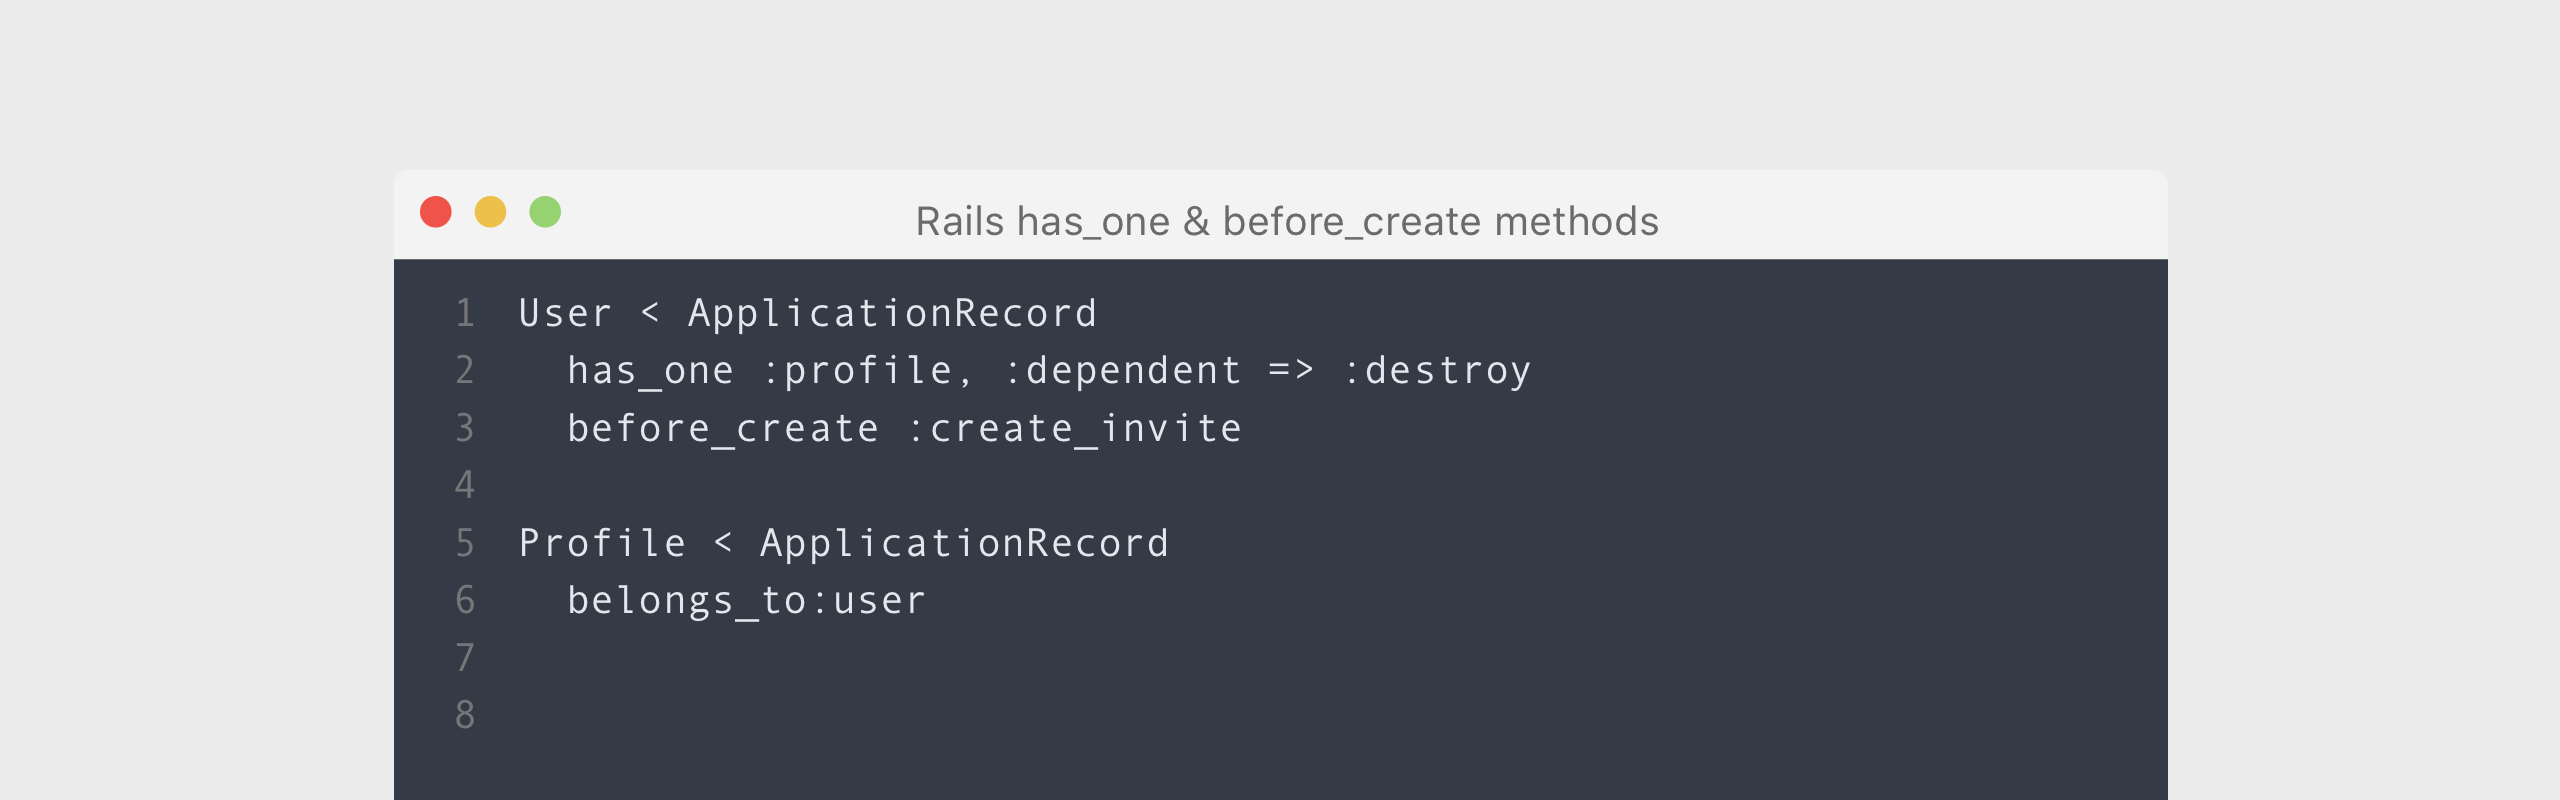 Rails has_one & before_create methods
1 User < ApplicationRecord
2   has_one :profile, :dependent => :destroy
3   before_create :create_invite
4
5 Profile < ApplicationRecord
6   belongs_to:user
7
8